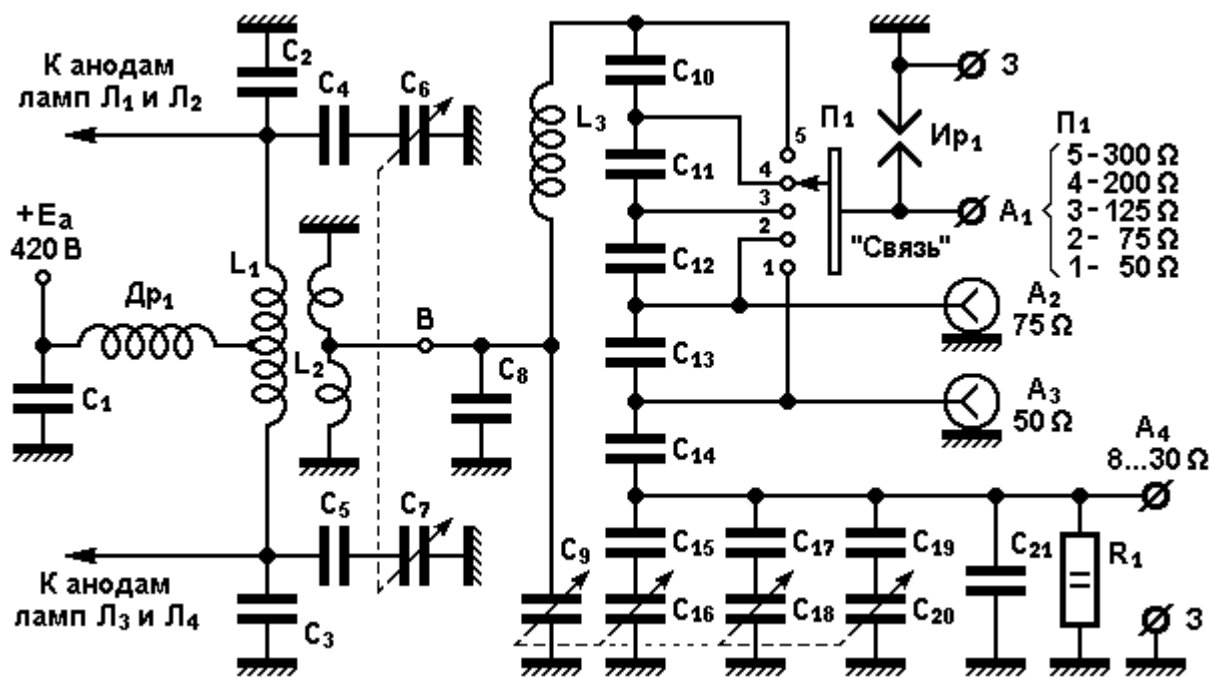 К анодам
ламп Л1 и Л2
C2
C4
C6
+Eа
420 В
Др1
C1
L1
L2
В
C8
C5
C7
К анодам
ламп Л3 и Л4
C3
L3
C9
C10
C11
C12
C13
C14
C15
C16
C17
C18
C19
C20
C21
R1
5
4
3
2
1
П1
"Связь"
Ир1
З
A1
П1
5-300 Ω
4-200 Ω
3-125 Ω
2- 75 Ω
1- 50 Ω
A2
75 Ω
A3
50 Ω
A4
8...30 Ω
З